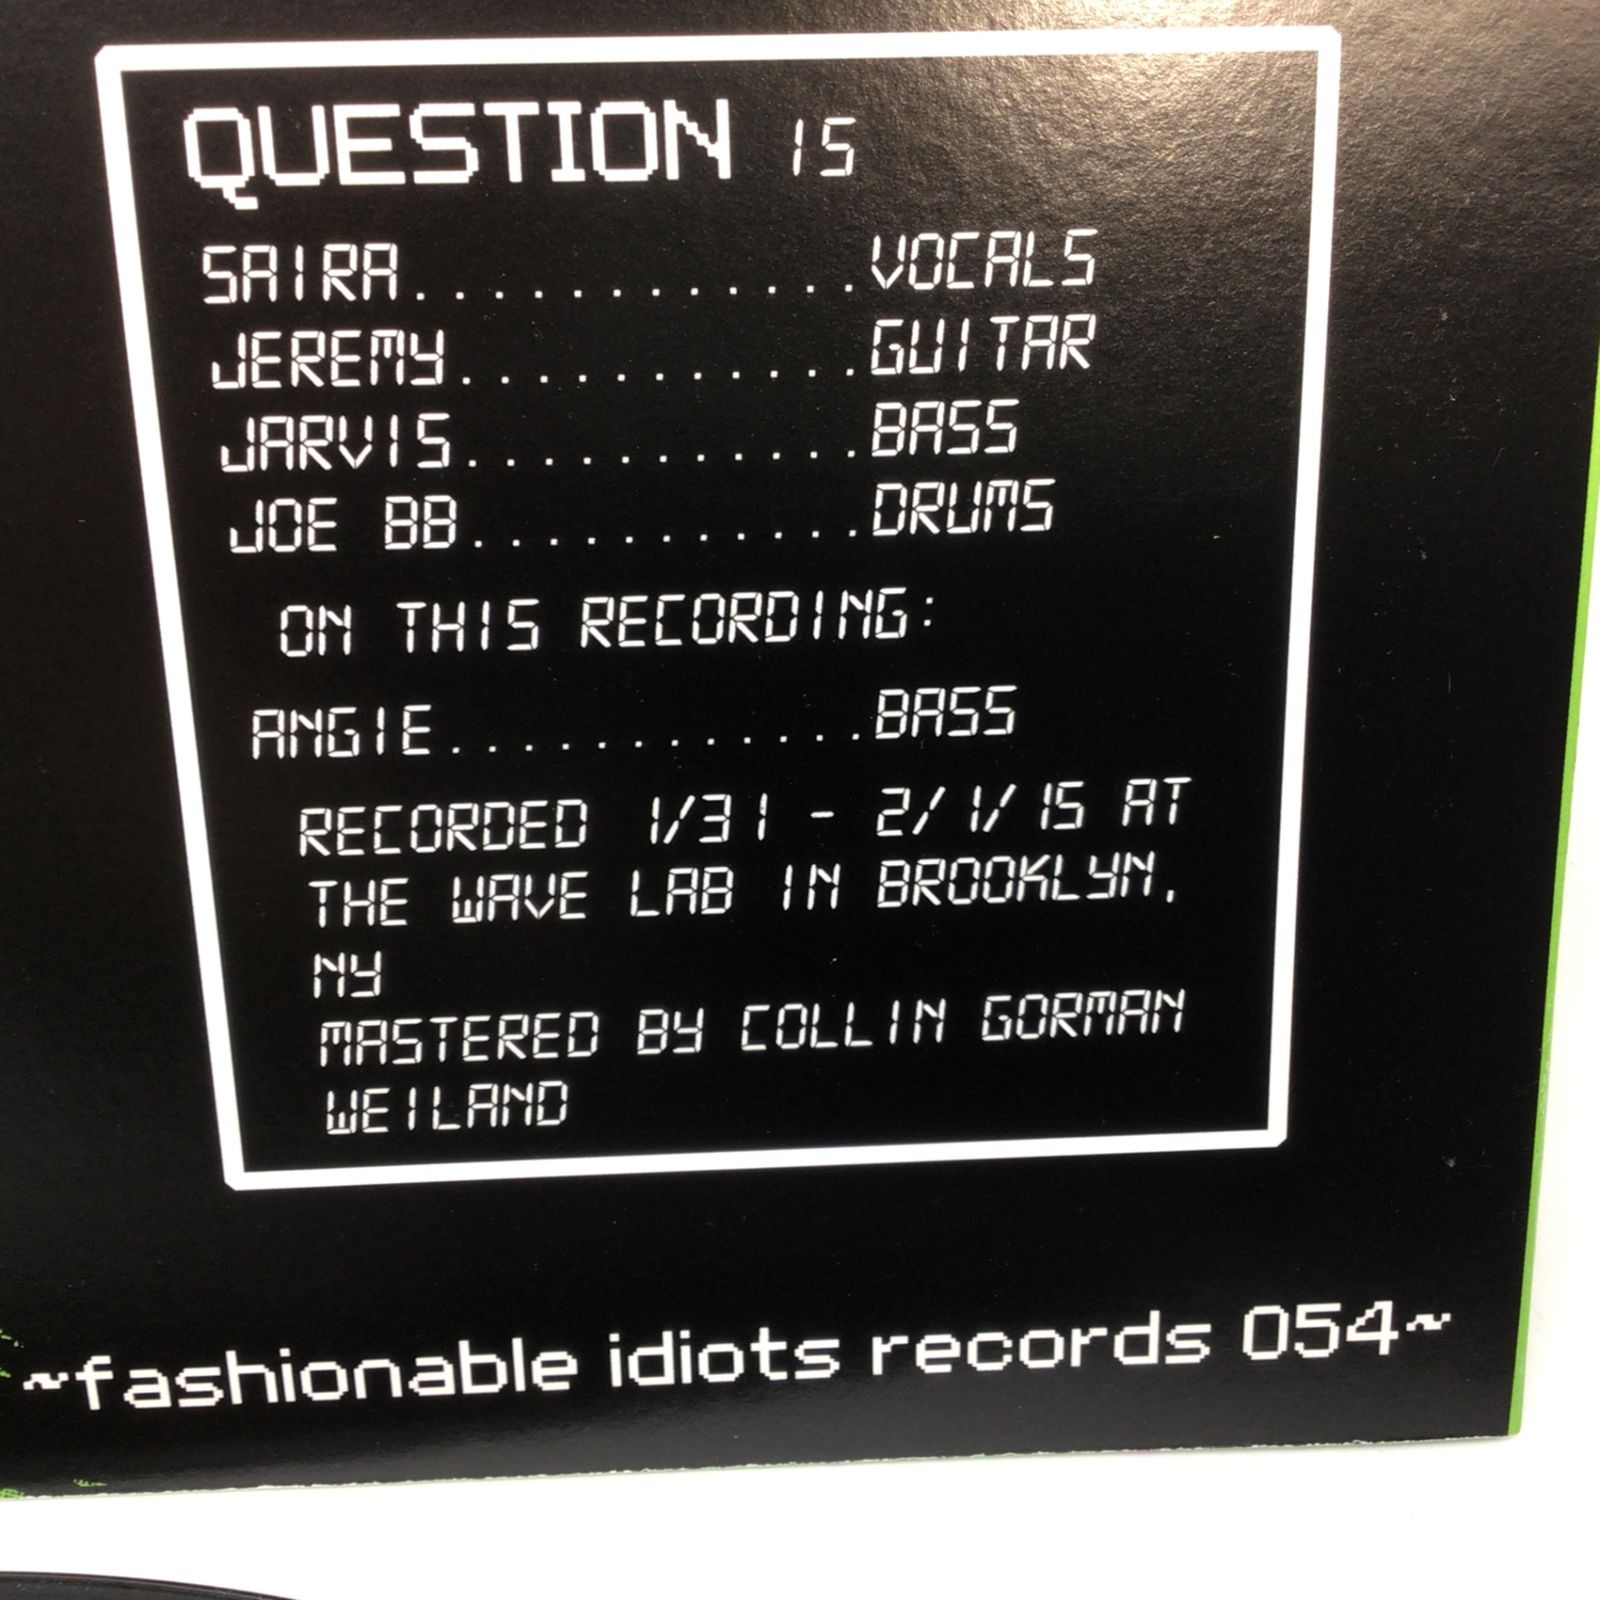 QUESTION IS
SAIRA..............VOCALS
JEREMY.............GUITAR
JARVIS.............BASS
JOE BB.............DRUMS
ON THIS RECORDING:
ANGIE.............BASS
RECORDED 1/31 - 2/1/15 AT
THE WAVE LAB IN BROOKLYN,
NY
MASTERED BY COLLIN GORMAN
WEILAND
~fashionable idiots records 054~